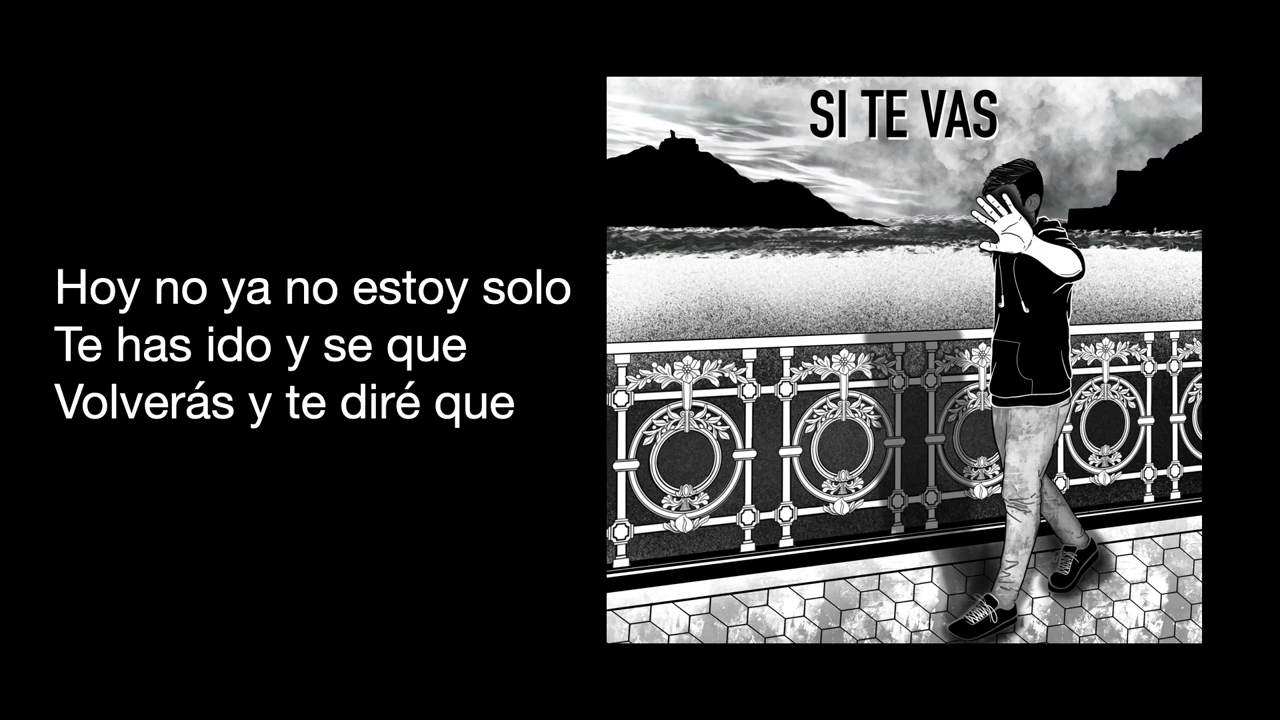 Hoy no ya no estoy solo
Te has ido y se que
Volverás y te diré que
SI TE VAS